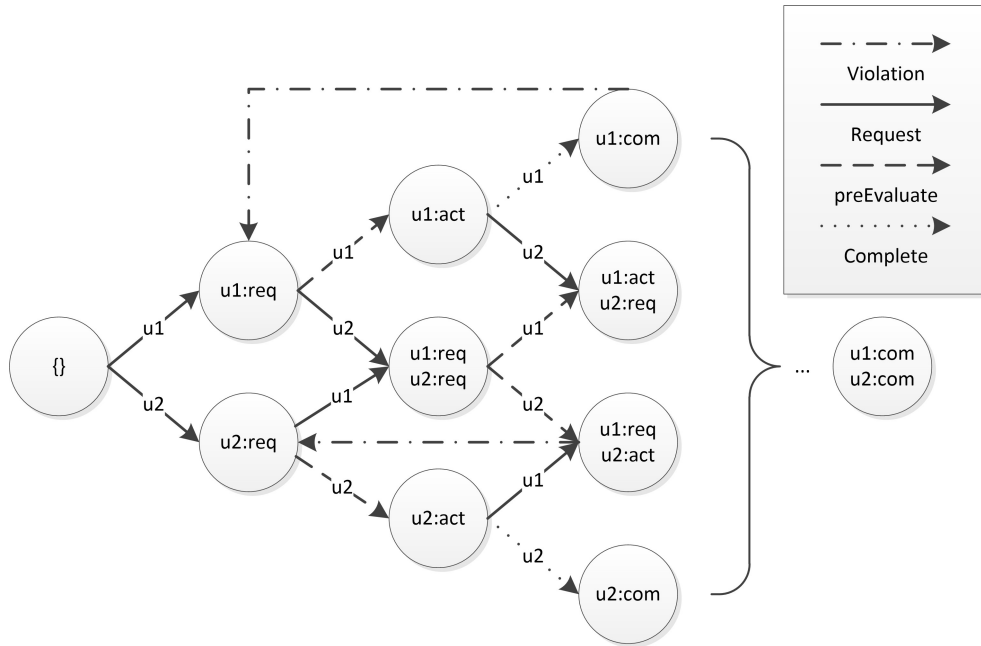 Violation
Request
preEvaluate
Complete
u1:com
u1
u1:act
u1
u2
u1:req
u1:act
u2:req
u1
u2
u1
{}
u1:req
u2:req
...
u1:com
u2:com
u2
u1
u2
u2:req
u1:req
u2:act
u2
u1
u2:act
u2
u2:com